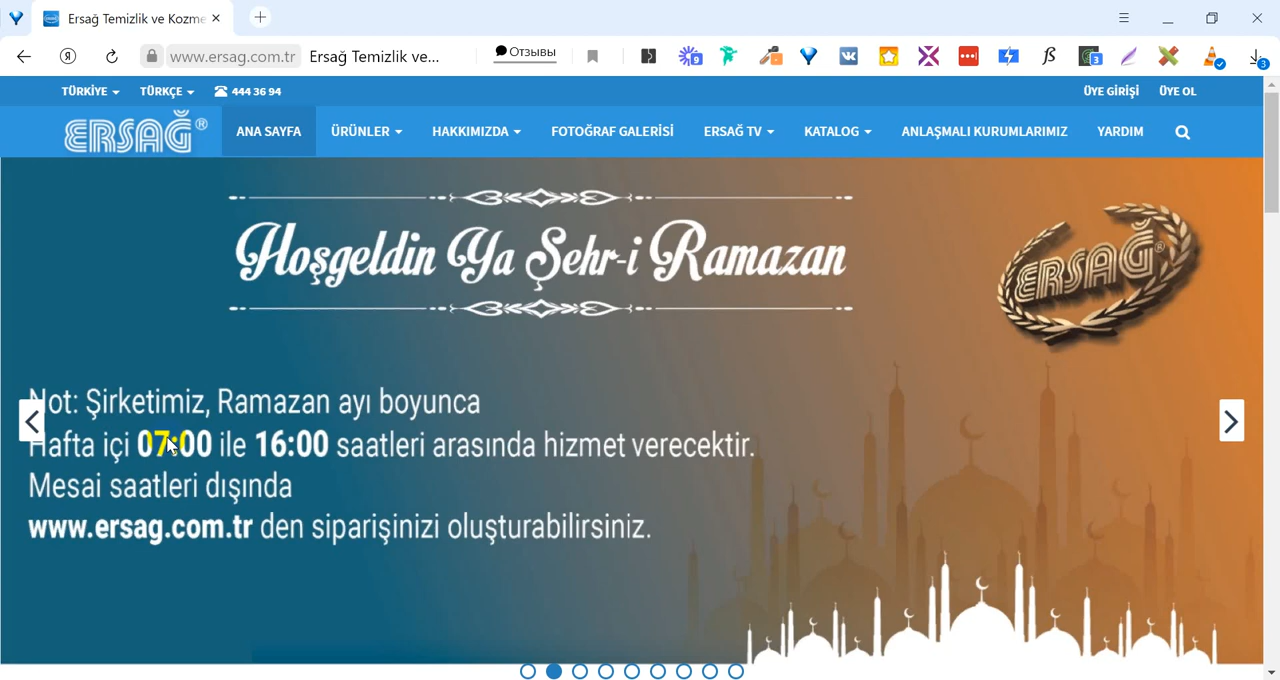 Ersağ Temizlik ve Kozme
www.ersag.com.tr Ersağ Temizlik ve... Отзывы
9
3
3
TÜRKİYE TÜRKÇE 444 36 94 ÜYE GİRİŞİ ÜYE OL
ERSAĞ® ANA SAYFA ÜRÜNLER HAKKIMIZDA FOTOĞRAF GALERİSİ ERSAĞ TV KATALOG ANLAŞMALI KURUMLARIMIZ YARDIM
Hoşgeldin Ya Şehr-i Ramazan
ERSAĞ®
Not: Şirketimiz, Ramazan ayı boyunca
Hafta içi 07:00 ile 16:00 saatleri arasında hizmet verecektir.
Mesai saatleri dışında
www.ersag.com.tr den siparişinizi oluşturabilirsiniz.